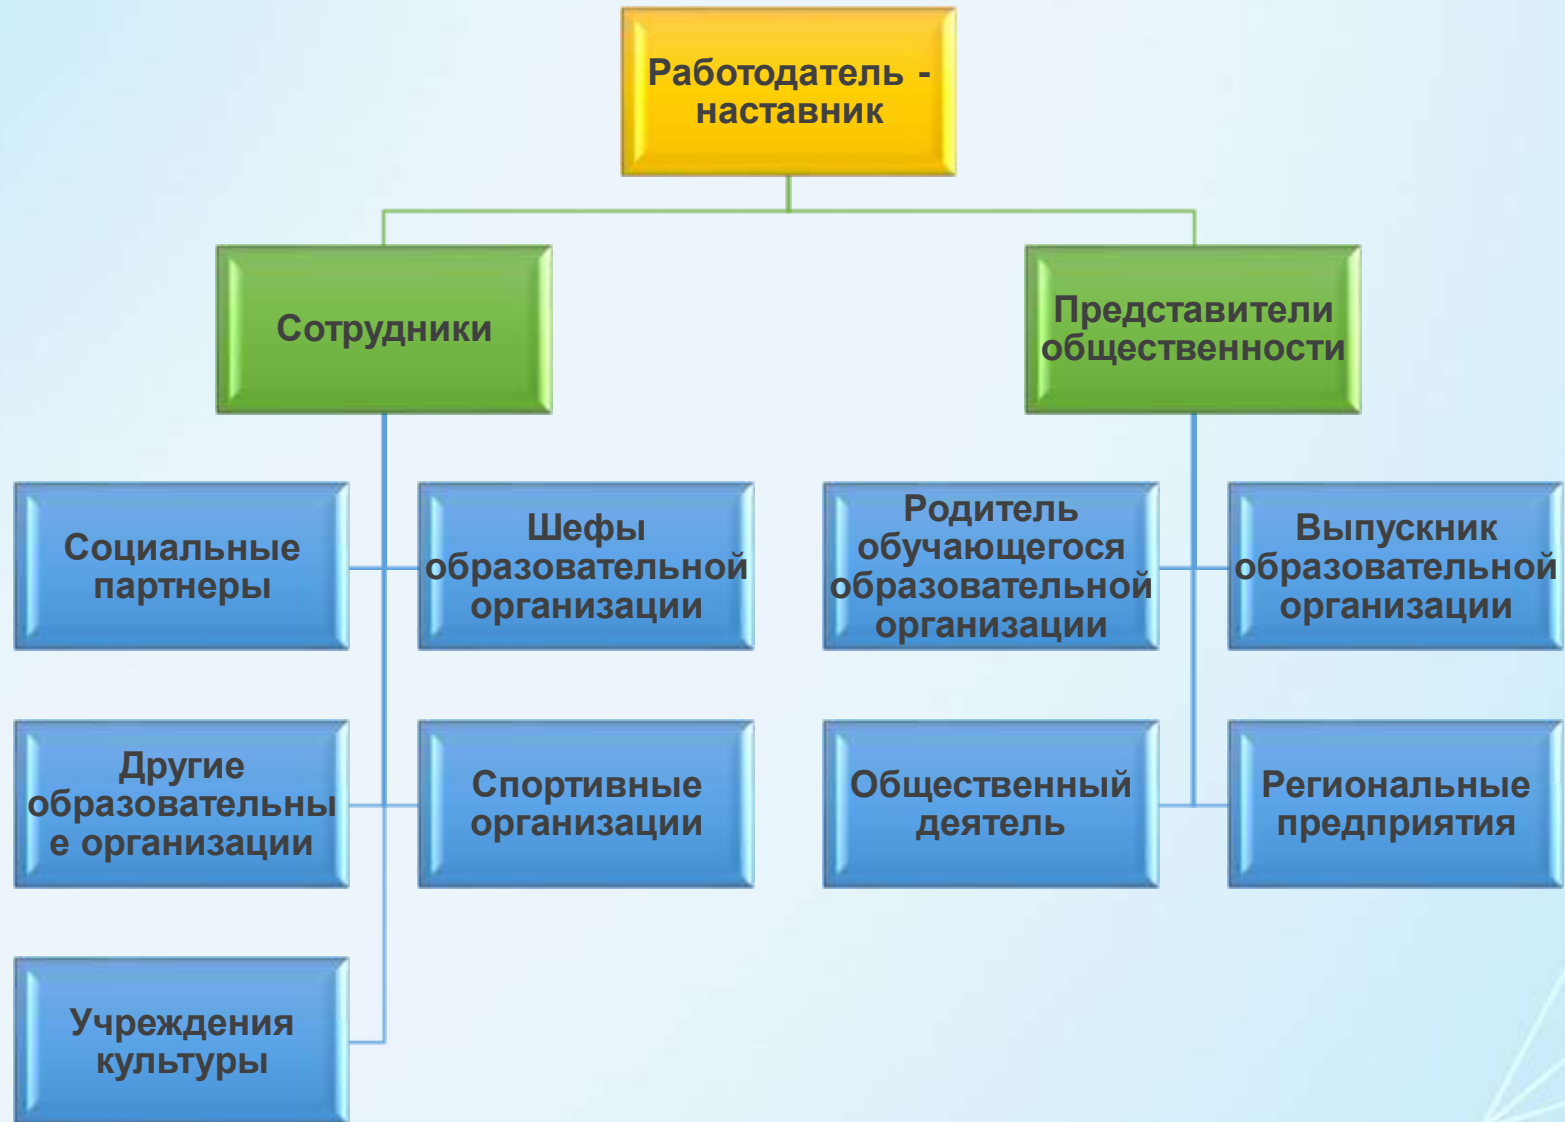 Работодатель -
наставник
Сотрудники
Представители
общественности
Социальные
партнеры
Шефы
образовательной
организации
Родитель
обучающегося
образовательной
организации
Выпускник
образовательной
организации
Другие
образовательны
е организации
Спортивные
организации
Общественный
деятель
Региональные
предприятия
Учреждения
культуры